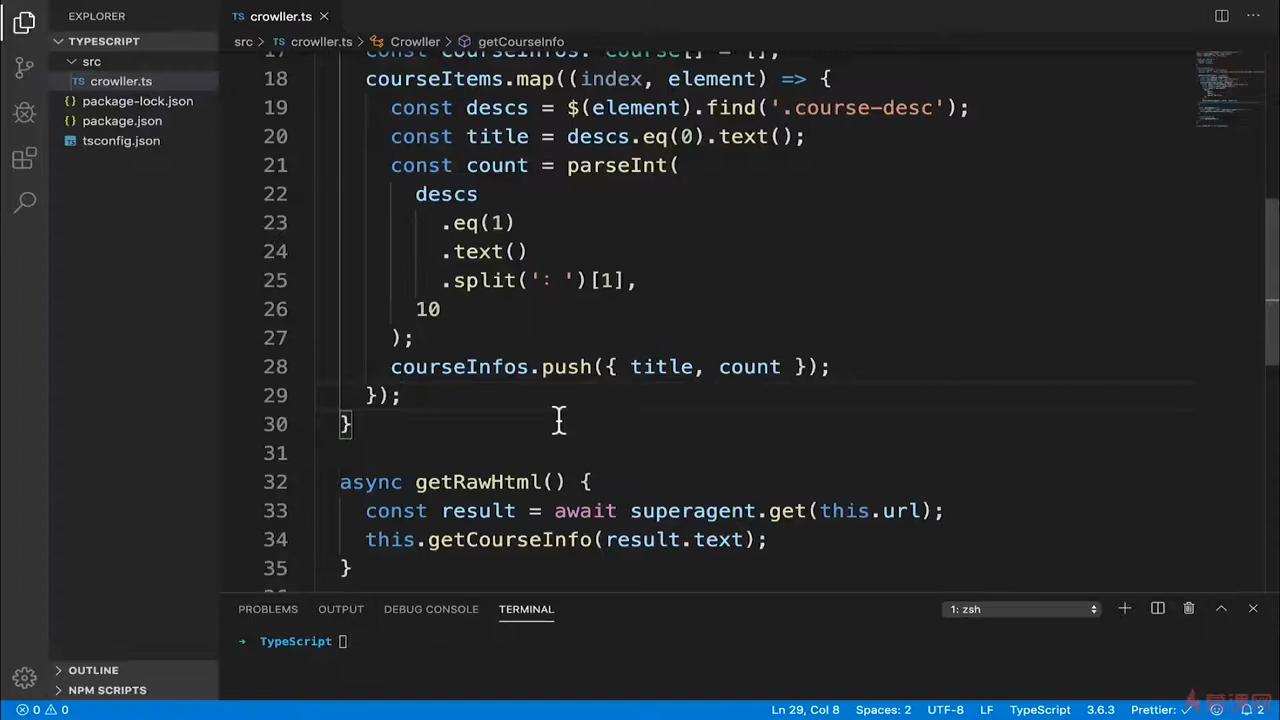 EXPLORER
TYPESCRIPT
src
crowller.ts
package-lock.json
package.json
tsconfig.json
OUTLINE
NPM SCRIPTS
TS crowller.ts
src > TS crowller.ts > Crowller > getCourseInfo
17 const courseInfos: Course[] = [];
18 courseItems.map((index, element) => {
19 const descs = $(element).find('.course-desc');
20 const title = descs.eq(0).text();
21 const count = parseInt(
22 descs
23 .eq(1)
24 .text()
25 .split('：')[1],
26 10
27 );
28 courseInfos.push({ title, count });
29 });
30 }
31
32 async getRawHtml() {
33 const result = await superagent.get(this.url);
34 this.getCourseInfo(result.text);
35 }
PROBLEMS OUTPUT DEBUG CONSOLE TERMINAL 1: zsh
➜ TypeScript
0 0 Ln 29, Col 8 Spaces: 2 UTF-8 LF TypeScript 3.6.3 Prettier: ✓ 2
慕课网